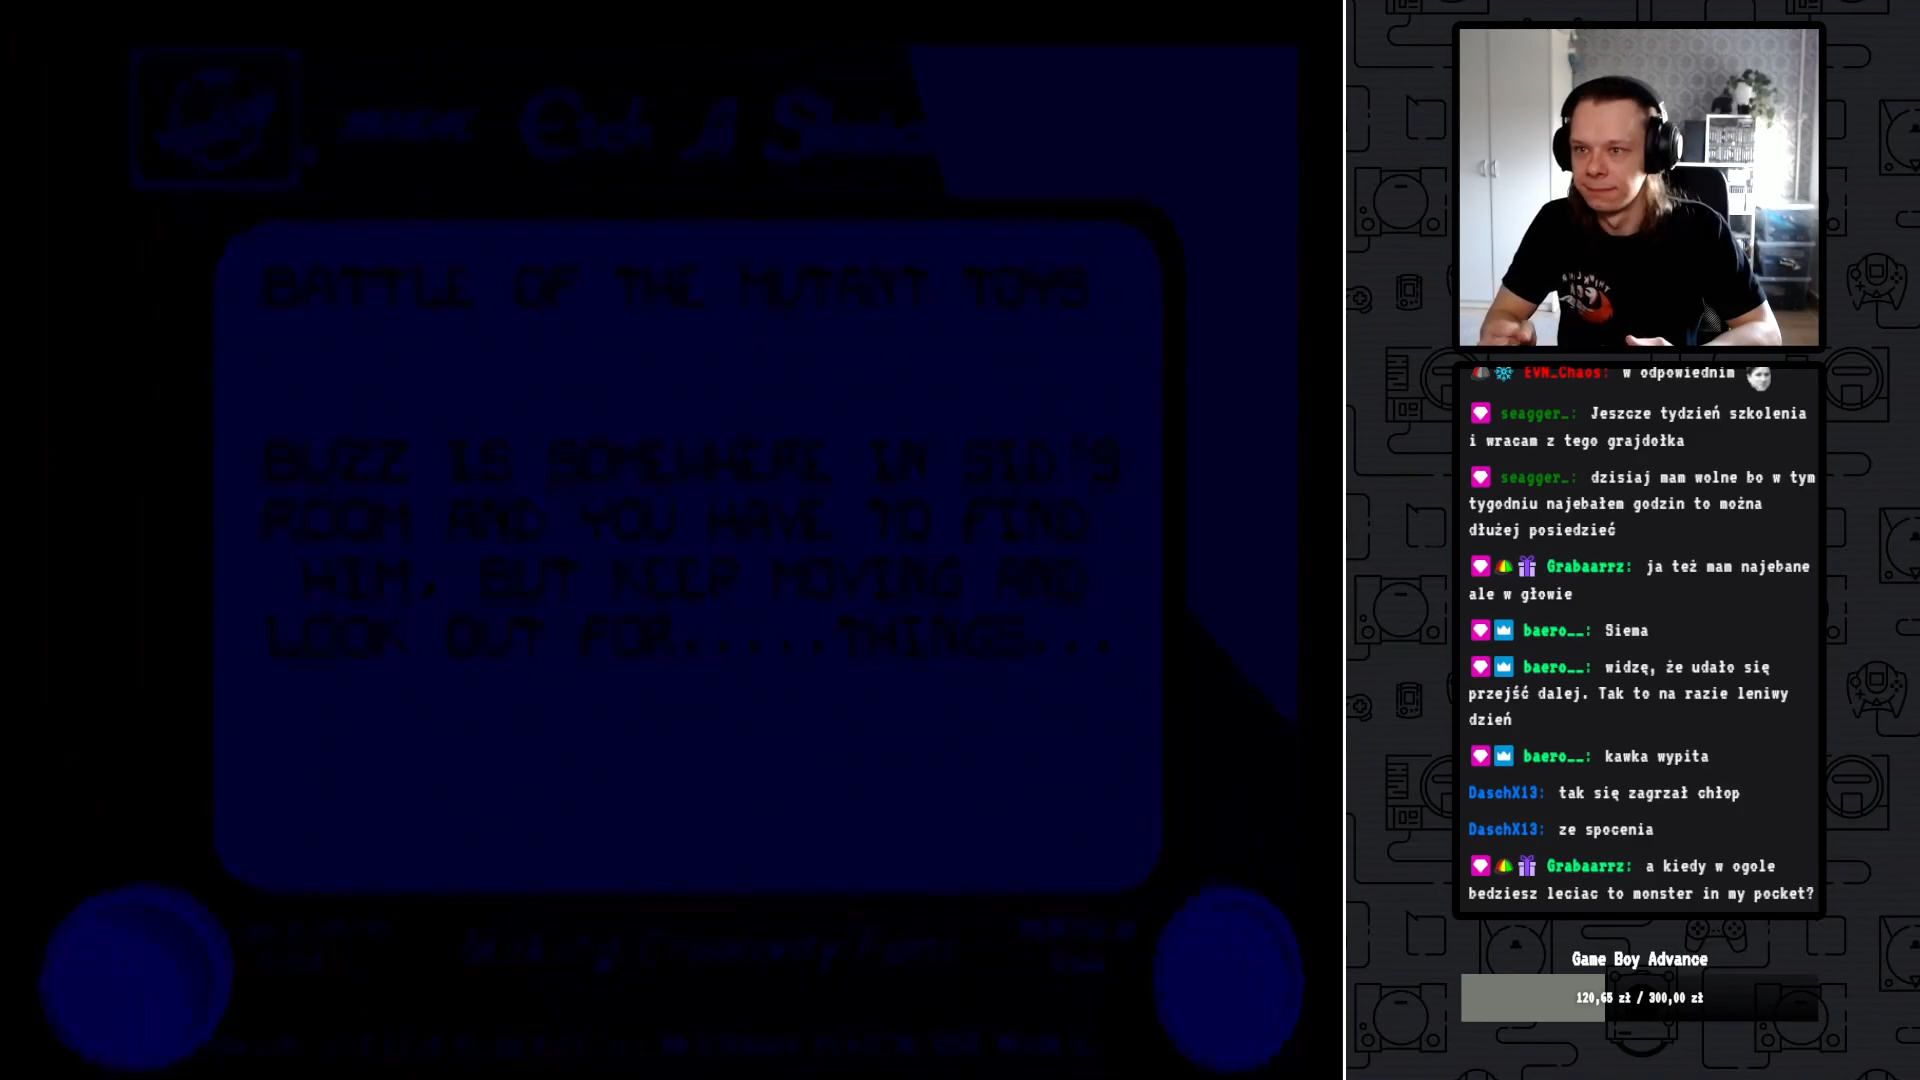 Etch A
BATTLE OF THE MUTANT TOYS
BUZZ IS SOMEWHERE IN SID'S
ROOM AND YOU HAVE TO FIND
HIM, BUT KEEP MOVING AND
LOOK OUT FOR.....THINGS...
EVN_Chaos: w odpowiednim
seagger_: Jeszcze tydzień szkolenia
i wracam z tego grajdołka
seagger_: dzisiaj mam wolne bo w tym
tygodniu najebałem godzin to można
dłużej posiedzieć
Grabaarrz: ja też mam najebane
ale w głowie
baero__: Siema
baero__: widzę, że udało się
przejść dalej. Tak to na razie leniwy
dzień
baero__: kawka wypita
DaschX13: tak się zagrzał chłop
DaschX13: ze spocenia
Grabaarrz: a kiedy w ogole
bedziesz leciac to monster in my pocket?
Game Boy Advance
120,65 zł / 300,00 zł